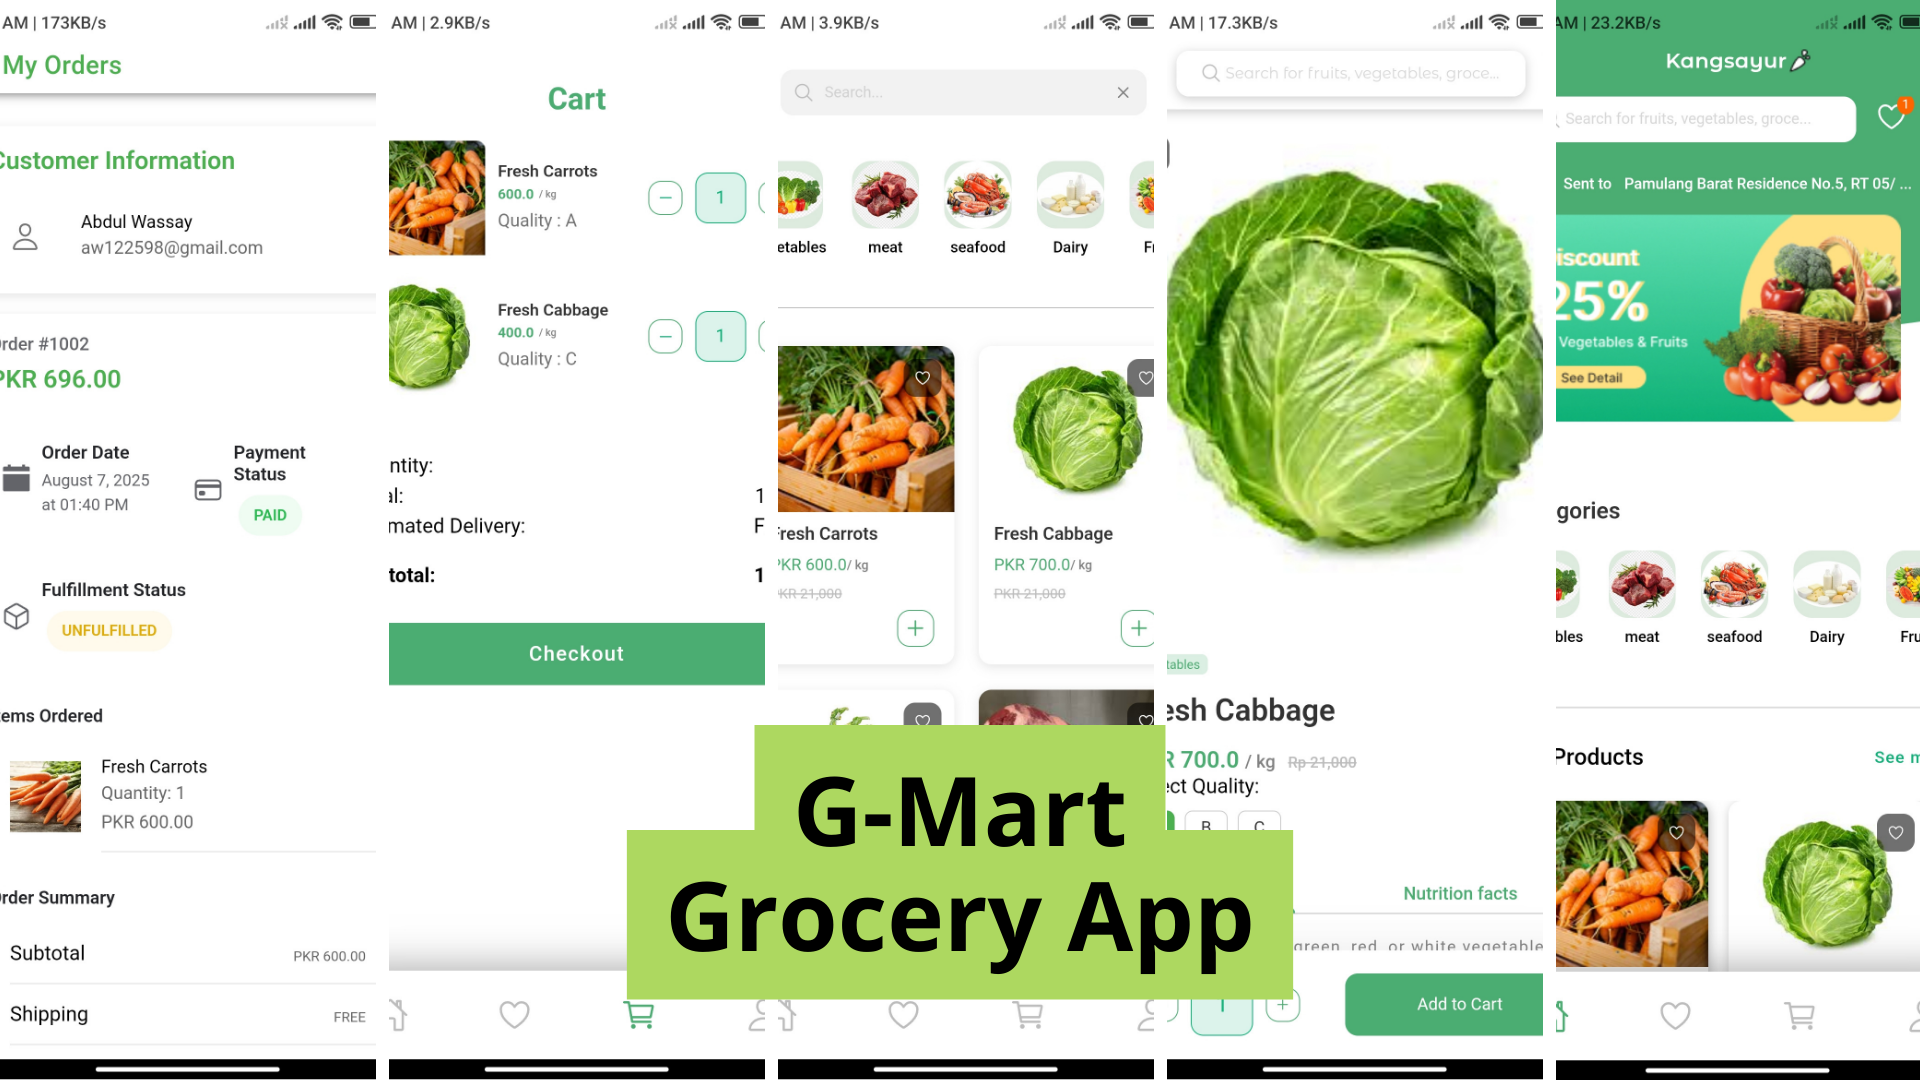 AM | 173KB/s
My Orders
Customer Information
Abdul Wassay
aw122598@gmail.com
rder #1002
PKR 696.00
Order Date
August 7, 2025
at 01:40 PM
Payment
Status
PAID
Fulfillment Status
UNFULFILLED
tems Ordered
Fresh Carrots
Quantity: 1
PKR 600.00
rder Summary
Subtotal
PKR 600.00
Shipping
FREE
AM | 2.9KB/s
Cart
Fresh Carrots
600.0 / kg
Quality : A
1
Fresh Cabbage
400.0 / kg
Quality : C
1
ntity:
al: 1
mated Delivery: F
total: 1
Checkout
AM | 3.9KB/s
Search...
etables
meat
seafood
Dairy
Fr
Fresh Carrots
PKR 600.0/ kg
KR 21,000
Fresh Cabbage
PKR 700.0/ kg
PKR 21,000
AM | 17.3KB/s
Search for fruits, vegetables, groce...
tables
esh Cabbage
R 700.0 / kg Rp 21,000
ect Quality:
B
C
Nutrition facts
green, red, or white vegetable
1
Add to Cart
AM | 23.2KB/s
Kangsayur
Search for fruits, vegetables, groce...
1
Sent to Pamulang Barat Residence No.5, RT 05/ ...
iscount
25%
Vegetables & Fruits
See Detail
gories
bles
meat
seafood
Dairy
Fru
Products
See m
G-Mart
Grocery App